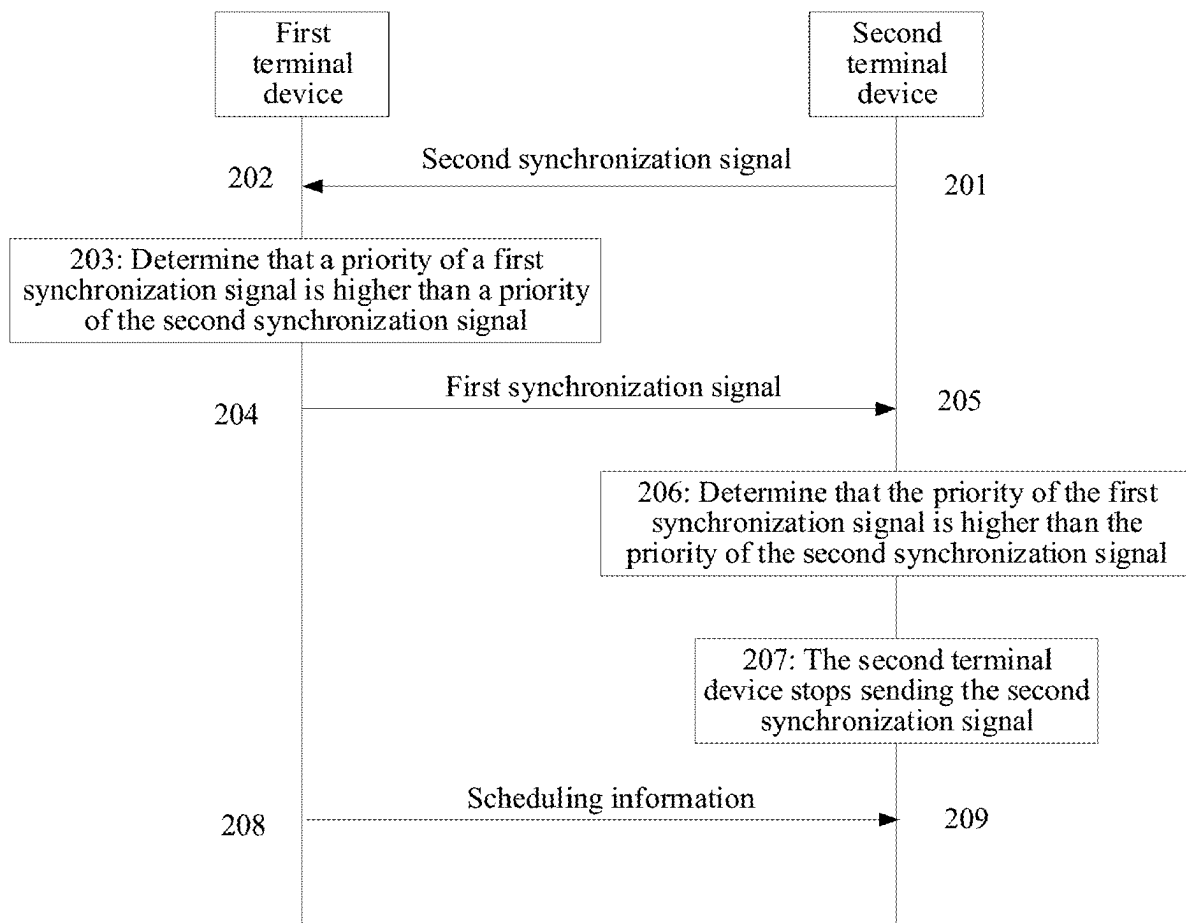 First
terminal
device
Second
terminal
device
Second synchronization signal
202
201
203: Determine that a priority of a first
synchronization signal is higher than a priority
of the second synchronization signal
First synchronization signal
204
205
206: Determine that the priority of the first
synchronization signal is higher than the
priority of the second synchronization signal
207: The second terminal
device stops sending the second
synchronization signal
Scheduling information
208
209